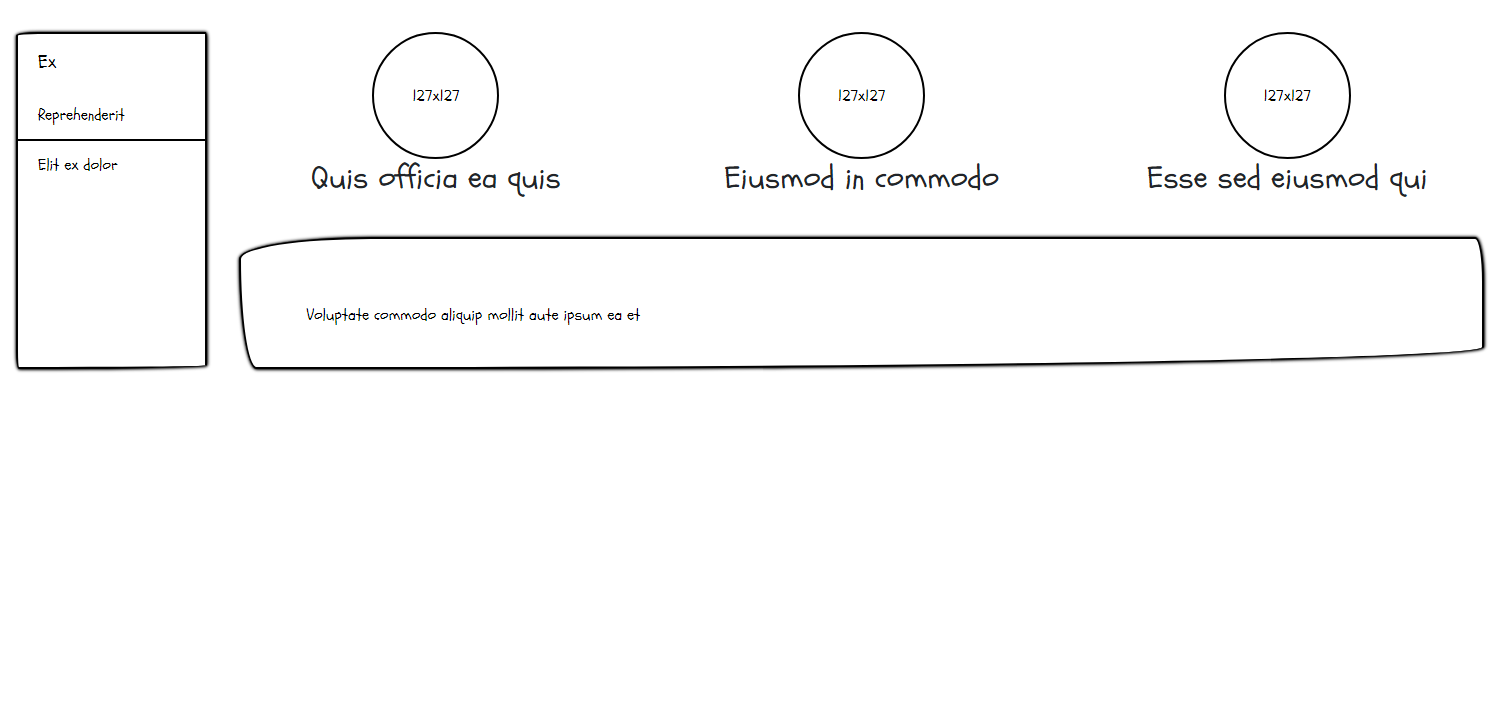 Ex
Reprehenderit
Elit ex dolor
127x127
Quis officia ea quis
127x127
Eiusmod in commodo
127x127
Esse sed eiusmod qui
Voluptate commodo aliquip mollit aute ipsum ea et